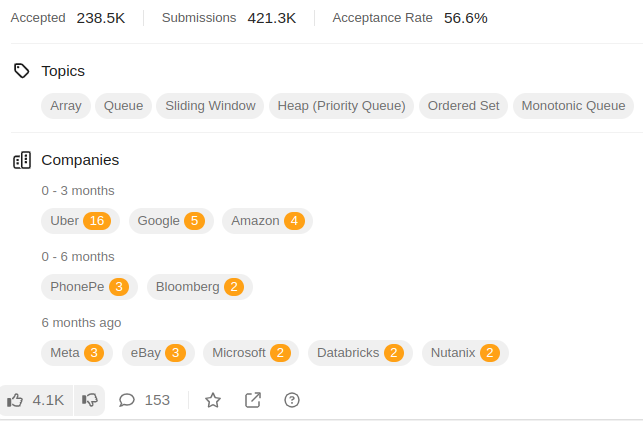 Accepted 238.5K Submissions 421.3K Acceptance Rate 56.6%
Topics
Array Queue Sliding Window Heap (Priority Queue) Ordered Set Monotonic Queue
Companies
0 - 3 months
Uber 16 Google 5 Amazon 4
0 - 6 months
PhonePe 3 Bloomberg 2
6 months ago
Meta 3 eBay 3 Microsoft 2 Databricks 2 Nutanix 2
4.1K 153